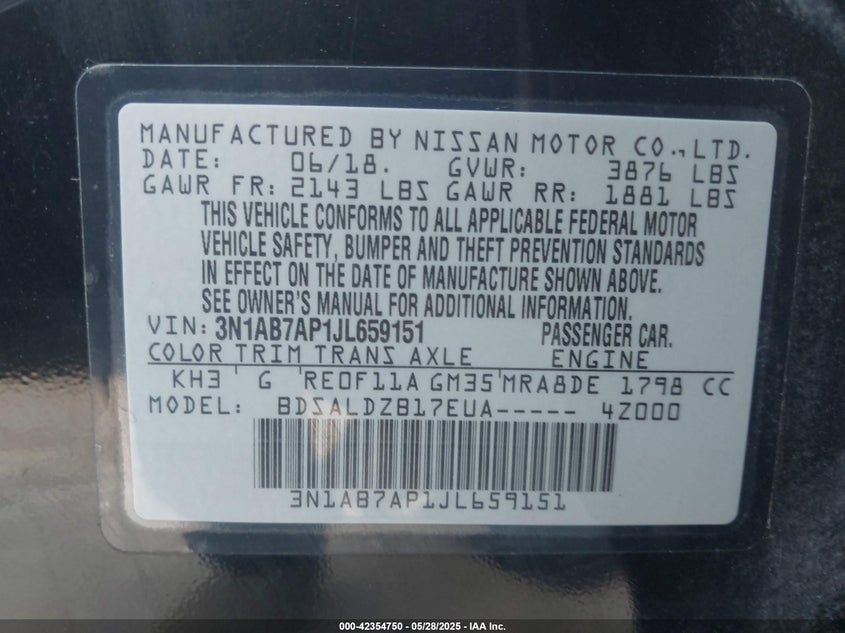 MANUFACTURED BY NISSAN MOTOR CO.,LTD.
DATE: 06/18. GVWR: 3876 LBS
GAWR FR: 2143 LBS GAWR RR: 1881 LBS
THIS VEHICLE CONFORMS TO ALL APPLICABLE FEDERAL MOTOR
VEHICLE SAFETY, BUMPER AND THEFT PREVENTION STANDARDS
IN EFFECT ON THE DATE OF MANUFACTURE SHOWN ABOVE.
SEE OWNER'S MANUAL FOR ADDITIONAL INFORMATION.
VIN: 3N1AB7AP1JL659151 PASSENGER CAR.
COLOR TRIM TRANS AXLE ENGINE
KH3 G RE0F11A GM35 MRA8DE 1798 CC
MODEL: BDSALDZB17EUA----- 4Z000
3N1AB7AP1JL659151
000-42354750 - 05/28/2025 - IAA Inc.